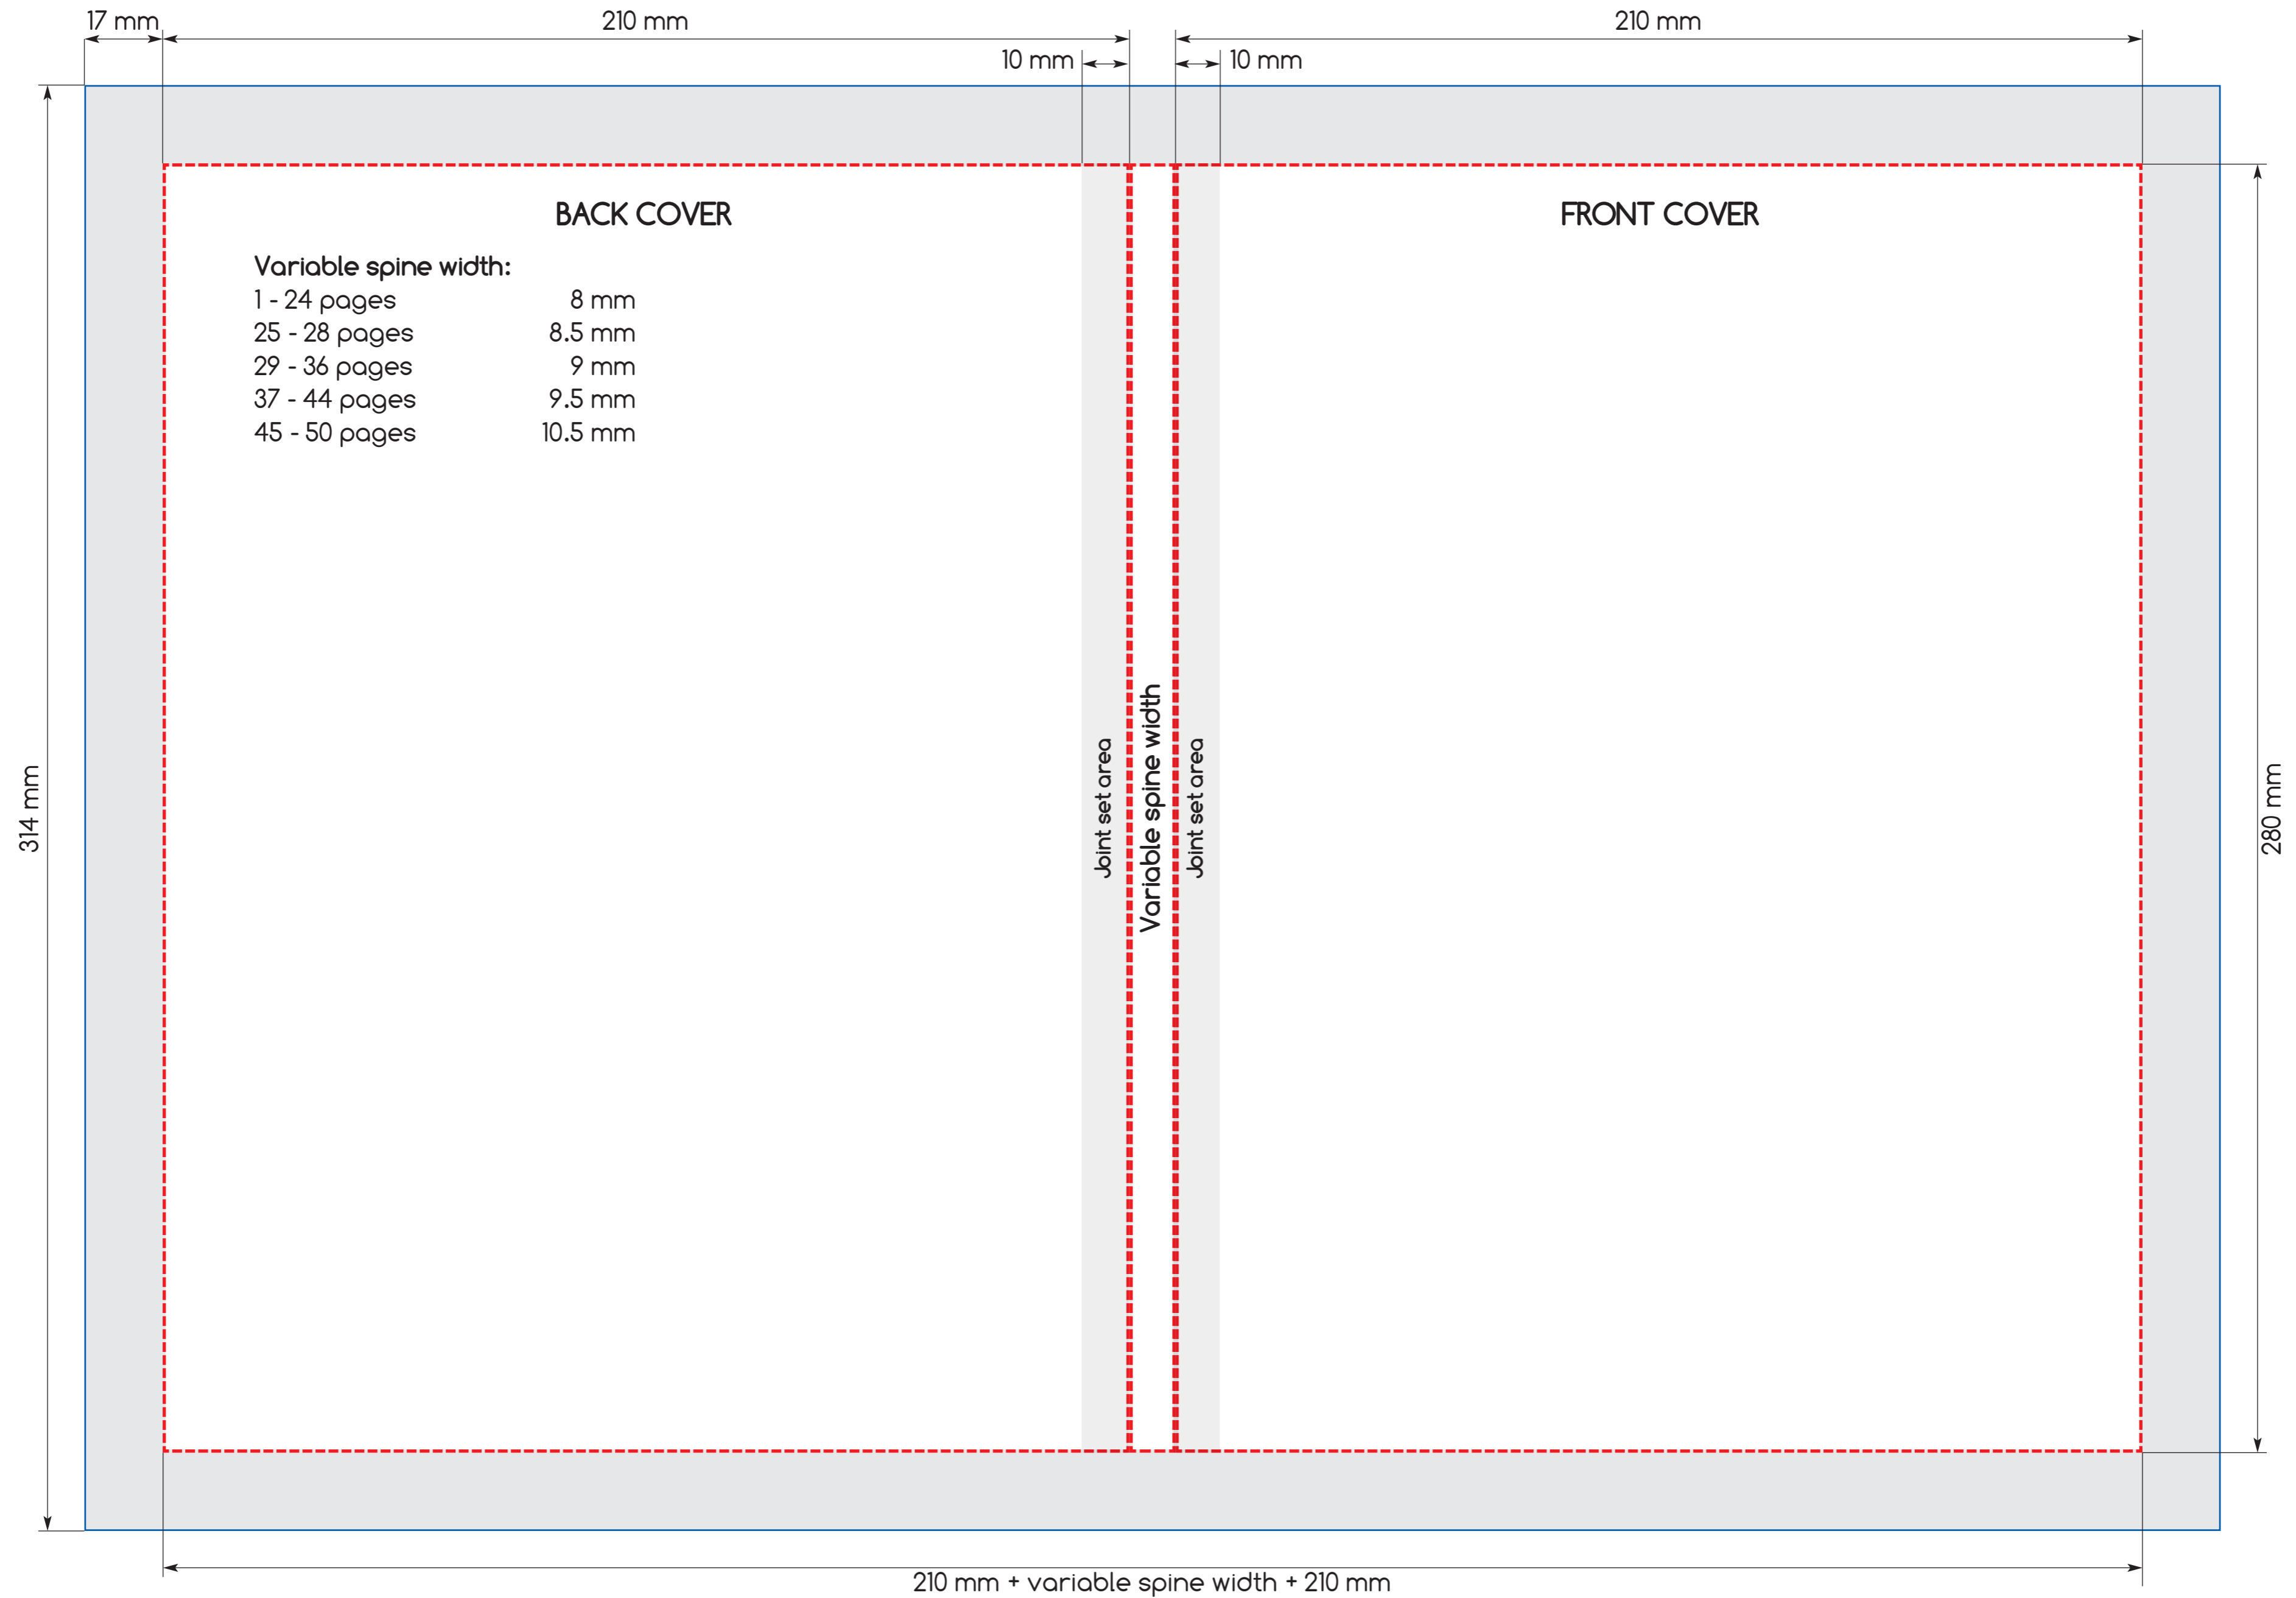 17 mm
210 mm
210 mm
10 mm
10 mm
BACK COVER
FRONT COVER
Variable spine width:
1 - 24 pages 8 mm
25 - 28 pages 8.5 mm
29 - 36 pages 9 mm
37 - 44 pages 9.5 mm
45 - 50 pages 10.5 mm
314 mm
Joint set area
Variable spine width
Joint set area
280 mm
210 mm + variable spine width + 210 mm